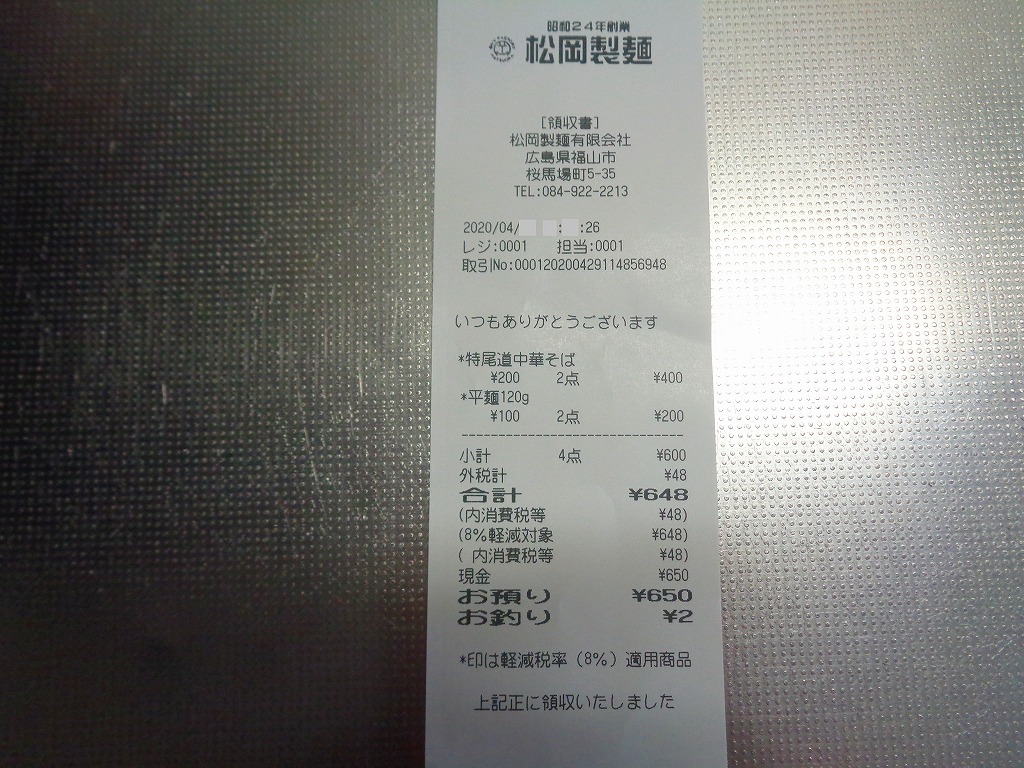 昭和24年創業
松岡製麺
[領収書]
松岡製麺有限会社
広島県福山市
桜馬場町5-35
TEL:084-922-2213
2020/04/ : :26
レジ:0001 担当:0001
取引No:000120200429114856948
いつもありがとうございます
*特尾道中華そば
¥200 2点 ¥400
*平麺120g
¥100 2点 ¥200
------------------------------
小計 4点 ¥600
外税計 ¥48
合計 ¥648
(内消費税等 ¥48)
(8%軽減対象 ¥648)
( 内消費税等 ¥48)
現金 ¥650
お預り ¥650
お釣り ¥2
*印は軽減税率(8%)適用商品
上記正に領収いたしました